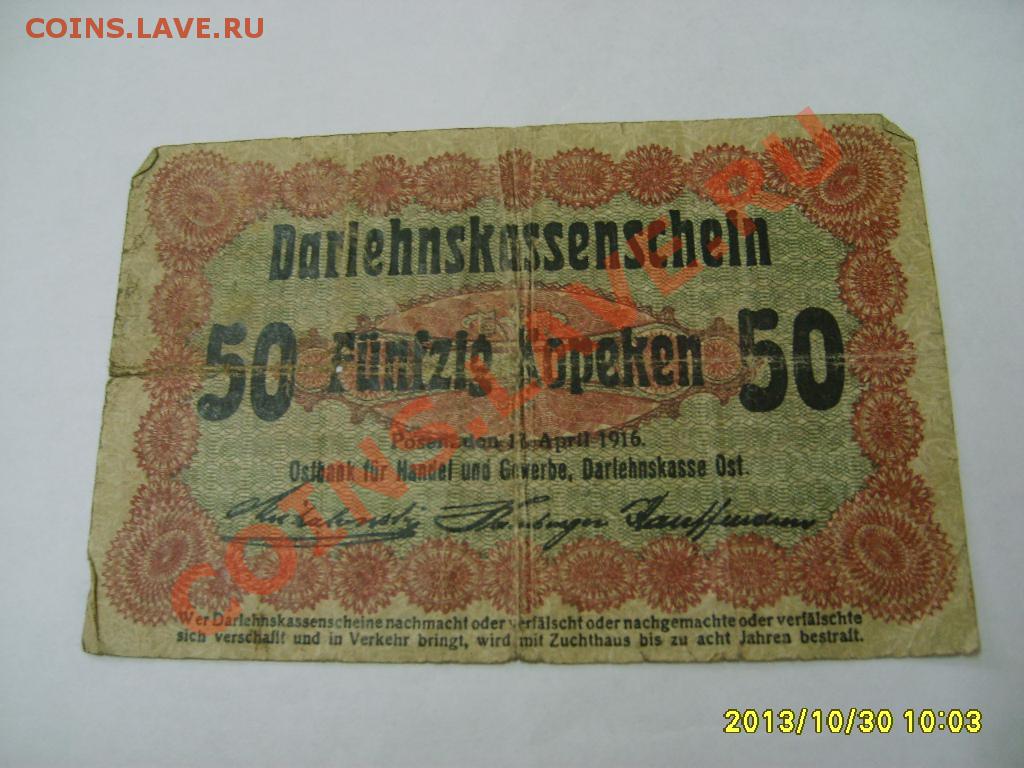 COINS.LAVE.RU
Darlehnskassenschein
50 Fünfzig Kopeken 50
Posen, den 17. April 1916.
Ostbank für Handel und Gewerbe, Darlehnskasse Ost.
Wer Darlehnskassenscheine nachmacht oder verfälscht oder nachgemachte oder verfälschte
sich verschafft und in Verkehr bringt, wird mit Zuchthaus bis zu acht Jahren bestraft.
COINS.LAVE.RU
2013/10/30 10:03